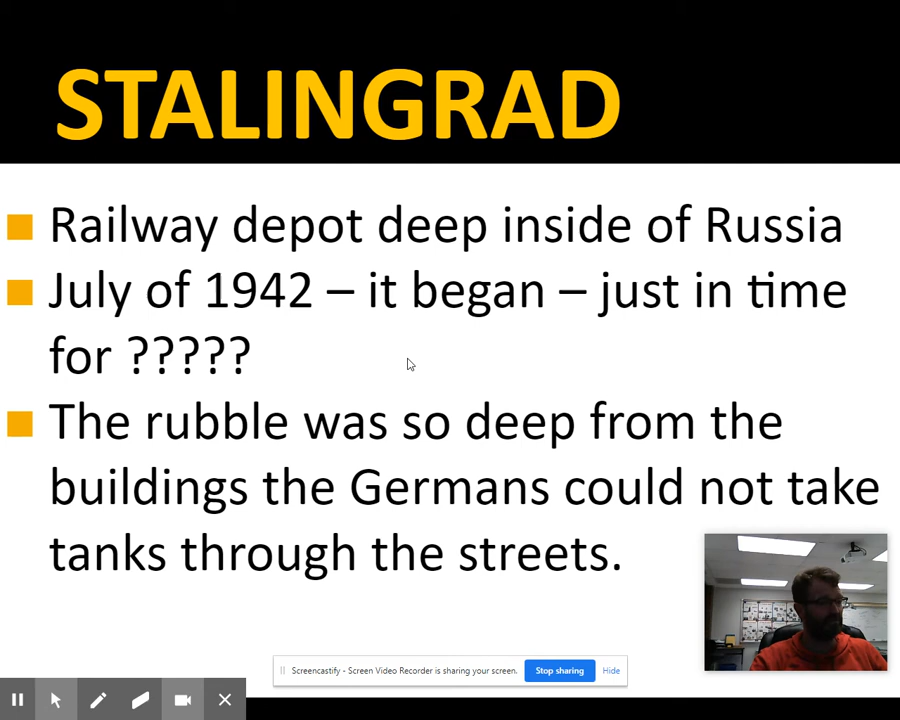 STALINGRAD
Railway depot deep inside of Russia
July of 1942 – it began – just in time
for ?????
The rubble was so deep from the
buildings the Germans could not take
tanks through the streets.
Screencastify - Screen Video Recorder is sharing your screen. Stop sharing Hide